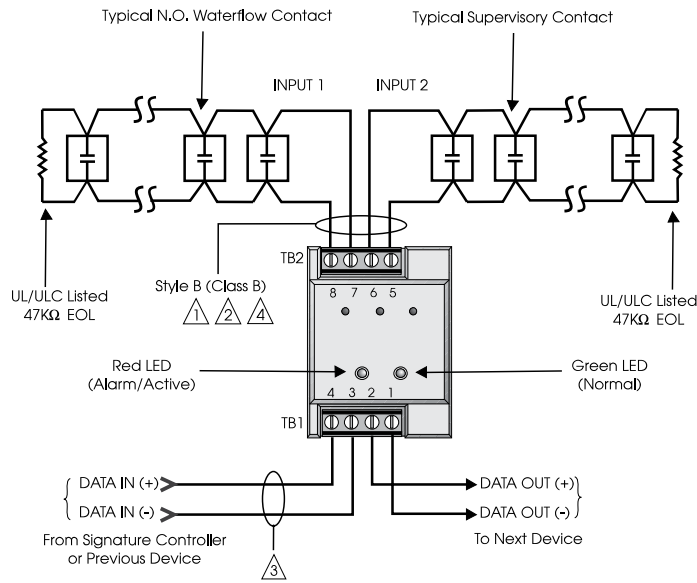 Typical N.O. Waterflow Contact
Typical Supervisory Contact
INPUT 1
INPUT 2
UL/ULC Listed
47KΩ EOL
Style B (Class B)
1 2 4
TB2
8 7 6 5
UL/ULC Listed
47KΩ EOL
Red LED
(Alarm/Active)
Green LED
(Normal)
4 3 2 1
TB1
DATA IN (+)
DATA IN (-)
From Signature Controller
or Previous Device
3
DATA OUT (+)
DATA OUT (-)
To Next Device